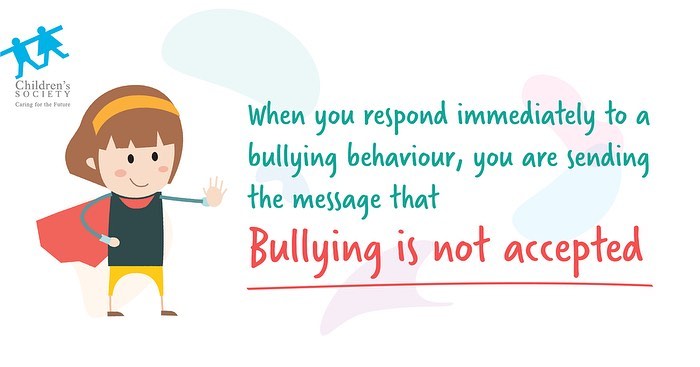 Children's
SOCIETY
Caring for the Future
When you respond immediately to a
bullying behaviour, you are sending
the message that
Bullying is not accepted